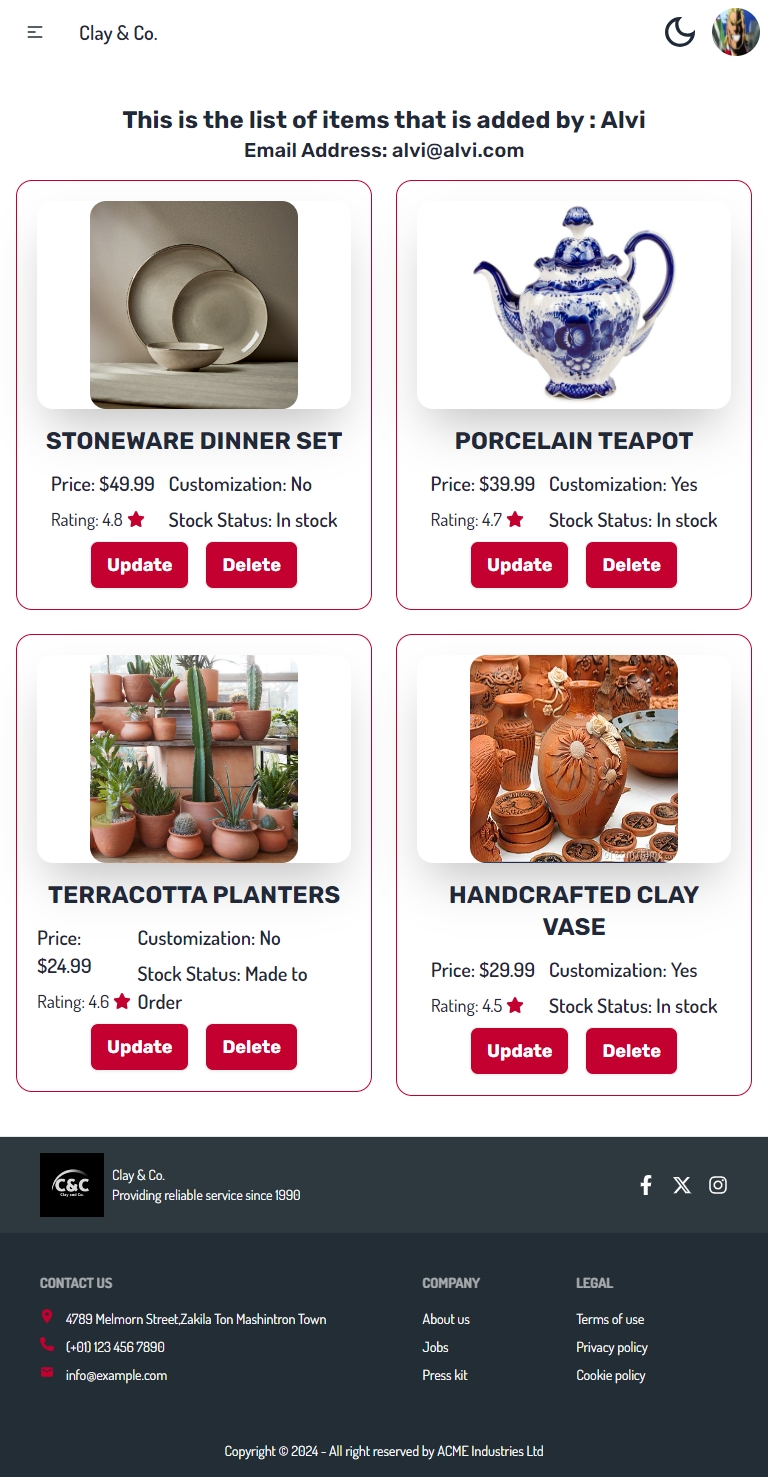 Clay & Co.
This is the list of items that is added by : Alvi
Email Address: alvi@alvi.com
STONEWARE DINNER SET
Price: $49.99
Customization: No
Rating: 4.8
Stock Status: In stock
Update
Delete
PORCELAIN TEAPOT
Price: $39.99
Customization: Yes
Rating: 4.7
Stock Status: In stock
Update
Delete
TERRACOTTA PLANTERS
Price:
$24.99
Rating: 4.6
Customization: No
Stock Status: Made to
Order
Update
Delete
HANDCRAFTED CLAY
VASE
Price: $29.99
Customization: Yes
Rating: 4.5
Stock Status: In stock
Update
Delete
C&C
Clay and Co.
Clay & Co.
Providing reliable service since 1990
CONTACT US
4789 Melmorn Street,Zakila Ton Mashintron Town
(+01) 123 456 7890
info@example.com
COMPANY
About us
Jobs
Press kit
LEGAL
Terms of use
Privacy policy
Cookie policy
Copyright © 2024 - All right reserved by ACME Industries Ltd